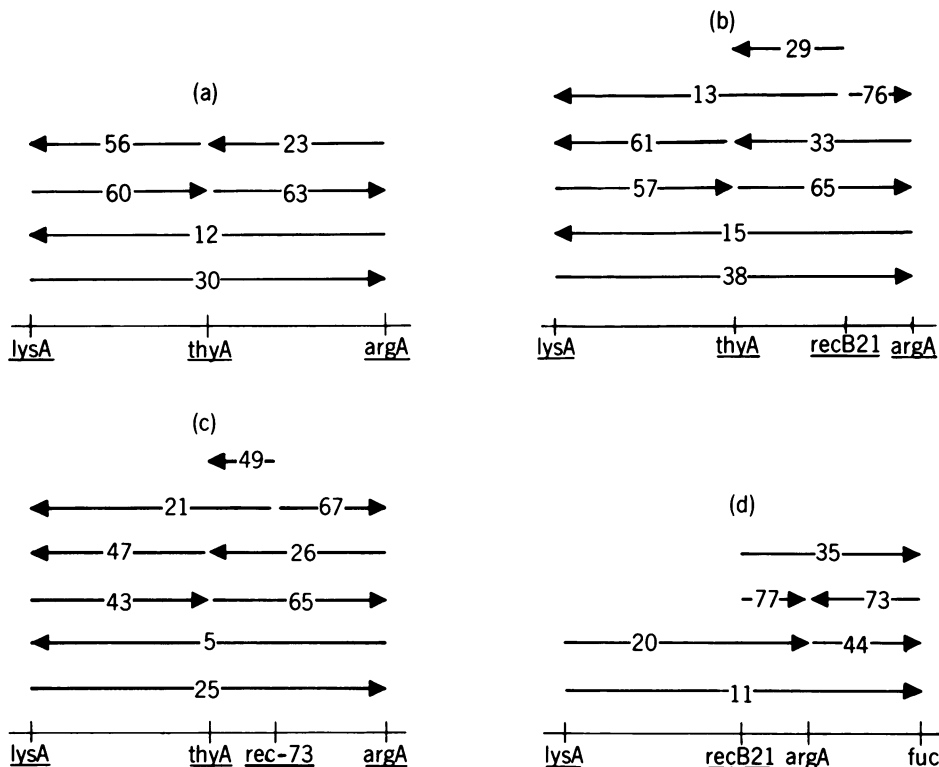 (a)
56 23
60 63
12
30
lysA thyA argA
(b)
29
13 76
61 33
57 65
15
38
lysA thyA recB21 argA
(c)
49
21 67
47 26
43 65
5
25
lysA thyA rec-73 argA
(d)
35
77 73
20 44
11
lysA recB21 argA fuc